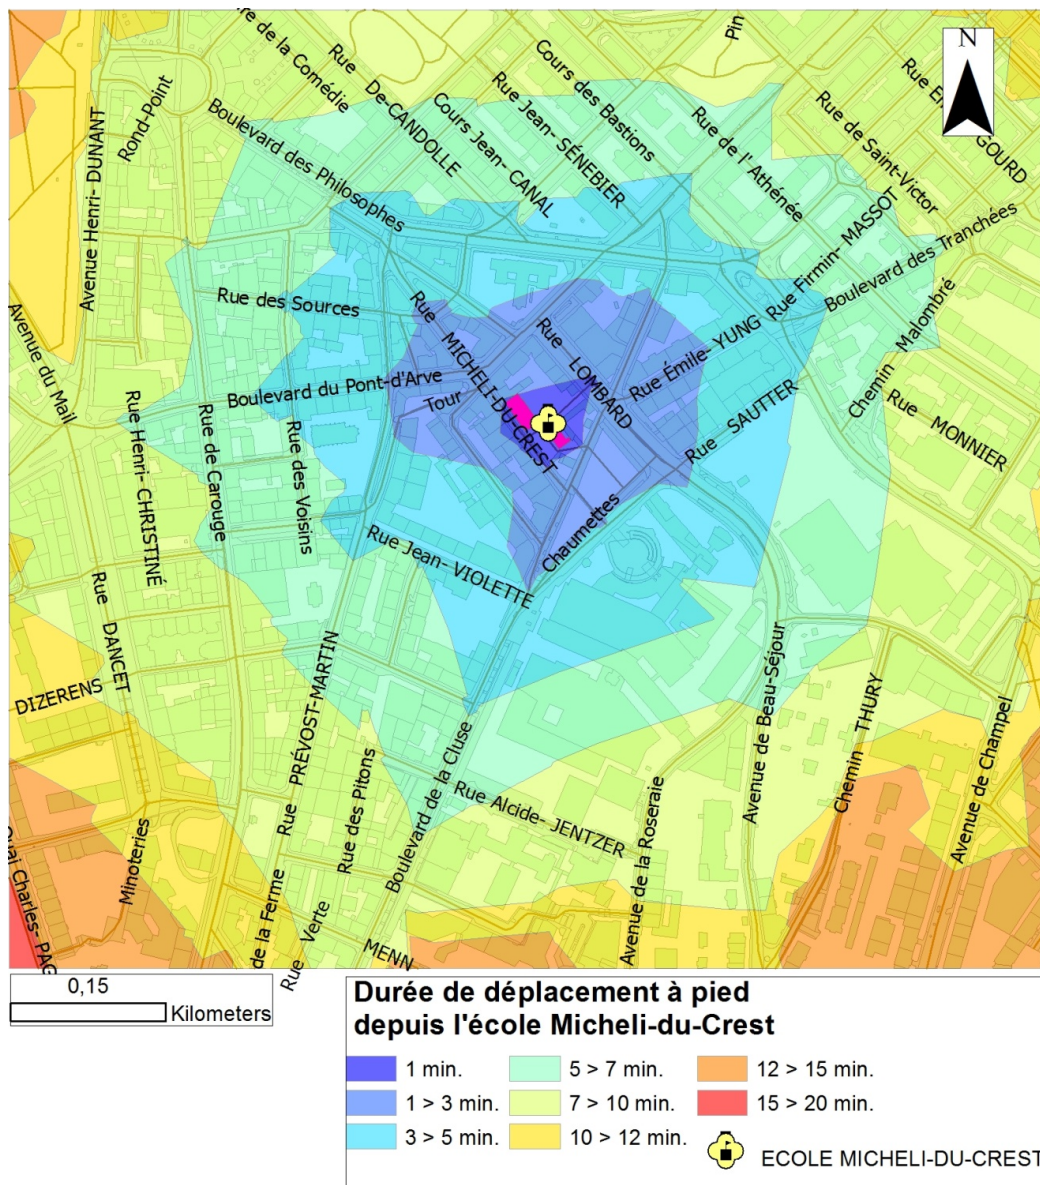 Rue de la Comédie
Rue De-CANDOLLE
Cours Jean- CANAL
Rue Jean- SÉNEBIER
Cours des Bastions
Pin
Rue de l' Athénée
Rue de Saint-Victor
GOURD
N
Rond-Point
Avenue Henri- DUNANT
Boulevard des Philosophes
Rue Firmin- MASSOT
Boulevard des Tranchées
Rue des Sources
Rue MICHELI-DU-CREST
Rue LOMBARD
Rue Émile- YUNG
Chemin Malombré
Avenue du Mail
Boulevard du Pont-d'Arve
Tour
Rue SAUTTER
Rue MONNIER
Rue Henri- CHRISTINÉ
Rue de Carouge
Rue des Voisins
Chaumettes
Rue Jean- VIOLETTE
Rue DANCET
DIZERENS
Rue PRÉVOST-MARTIN
Rue des Pitons
Boulevard de la Cluse
Rue Alcide- JENTZER
Avenue de la Roseraie
Avenue de Beau-Séjour
Chemin THURY
Avenue de Champel
Quai Charles- PAG
Minoteries
de la Ferme
Rue Verte
MENN
0,15
Kilometers
Durée de déplacement à pied
depuis l'école Micheli-du-Crest
1 min.
1 > 3 min.
3 > 5 min.
5 > 7 min.
7 > 10 min.
10 > 12 min.
12 > 15 min.
15 > 20 min.
ECOLE MICHELI-DU-CREST